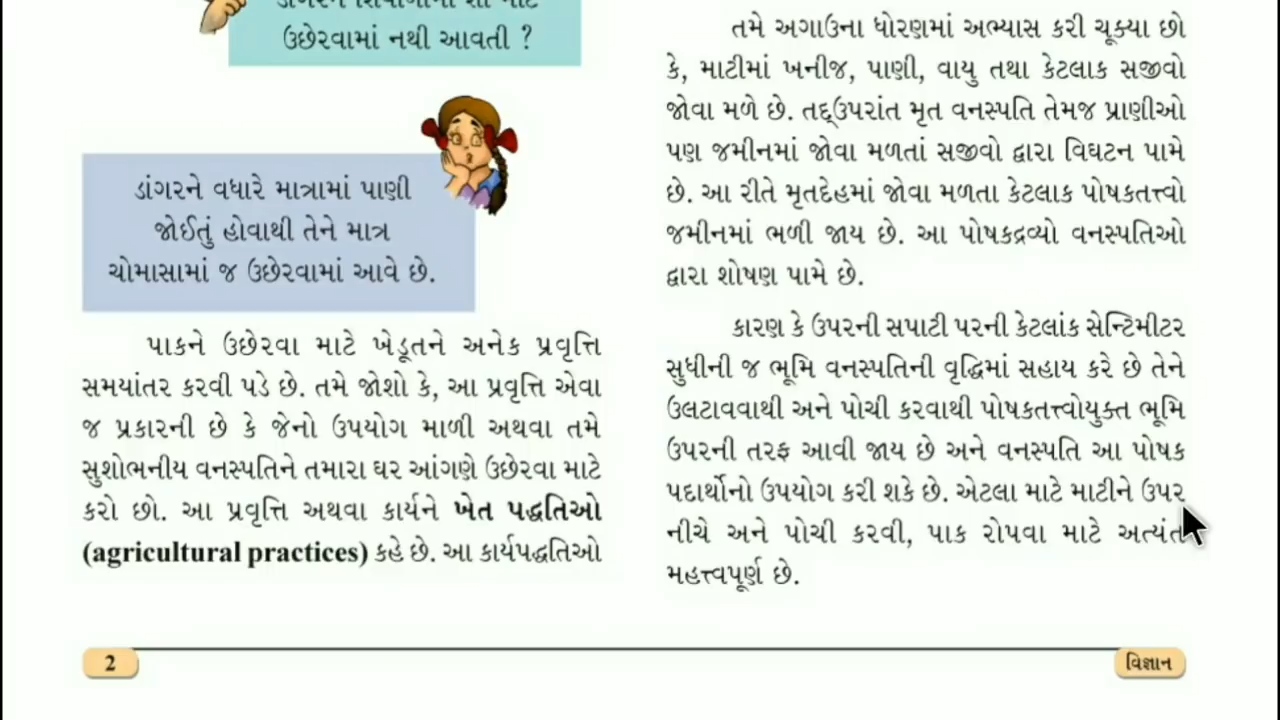 ઉછેરવામાં નથી આવતી ?
ડાંગરને વધારે માત્રામાં પાણી
જોઈતું હોવાથી તેને માત્ર
ચોમાસામાં જ ઉછેરવામાં આવે છે.
પાકને ઉછેરવા માટે ખેડૂતને અનેક પ્રવૃત્તિ
સમયાંતર કરવી પડે છે. તમે જોશો કે, આ પ્રવૃત્તિ એવા
જ પ્રકારની છે કે જેનો ઉપયોગ માળી અથવા તમે
સુશોભનીય વનસ્પતિને તમારા ઘર આંગણે ઉછેરવા માટે
કરો છો. આ પ્રવૃત્તિ અથવા કાર્યને ખેત પદ્ધતિઓ
(agricultural practices) કહે છે. આ કાર્યપદ્ધતિઓ
તમે અગાઉના ધોરણમાં અભ્યાસ કરી ચૂક્યા છો
કે, માટીમાં ખનીજ, પાણી, વાયુ તથા કેટલાક સજીવો
જોવા મળે છે. તદ્ઉપરાંત મૃત વનસ્પતિ તેમજ પ્રાણીઓ
પણ જમીનમાં જોવા મળતાં સજીવો દ્વારા વિઘટન પામે
છે. આ રીતે મૃતદેહમાં જોવા મળતા કેટલાક પોષકતત્ત્વો
જમીનમાં ભળી જાય છે. આ પોષકદ્રવ્યો વનસ્પતિઓ
દ્વારા શોષણ પામે છે.
કારણ કે ઉપરની સપાટી પરની કેટલાંક સેન્ટિમીટર
સુધીની જ ભૂમિ વનસ્પતિની વૃદ્ધિમાં સહાય કરે છે તેને
ઉલટાવવાથી અને પોચી કરવાથી પોષકતત્ત્વોયુક્ત ભૂમિ
ઉપરની તરફ આવી જાય છે અને વનસ્પતિ આ પોષક
પદાર્થોનો ઉપયોગ કરી શકે છે. એટલા માટે માટીને ઉપર
નીચે અને પોચી કરવી, પાક રોપવા માટે અત્યંત
મહત્ત્વપૂર્ણ છે.
2
વિજ્ઞાન